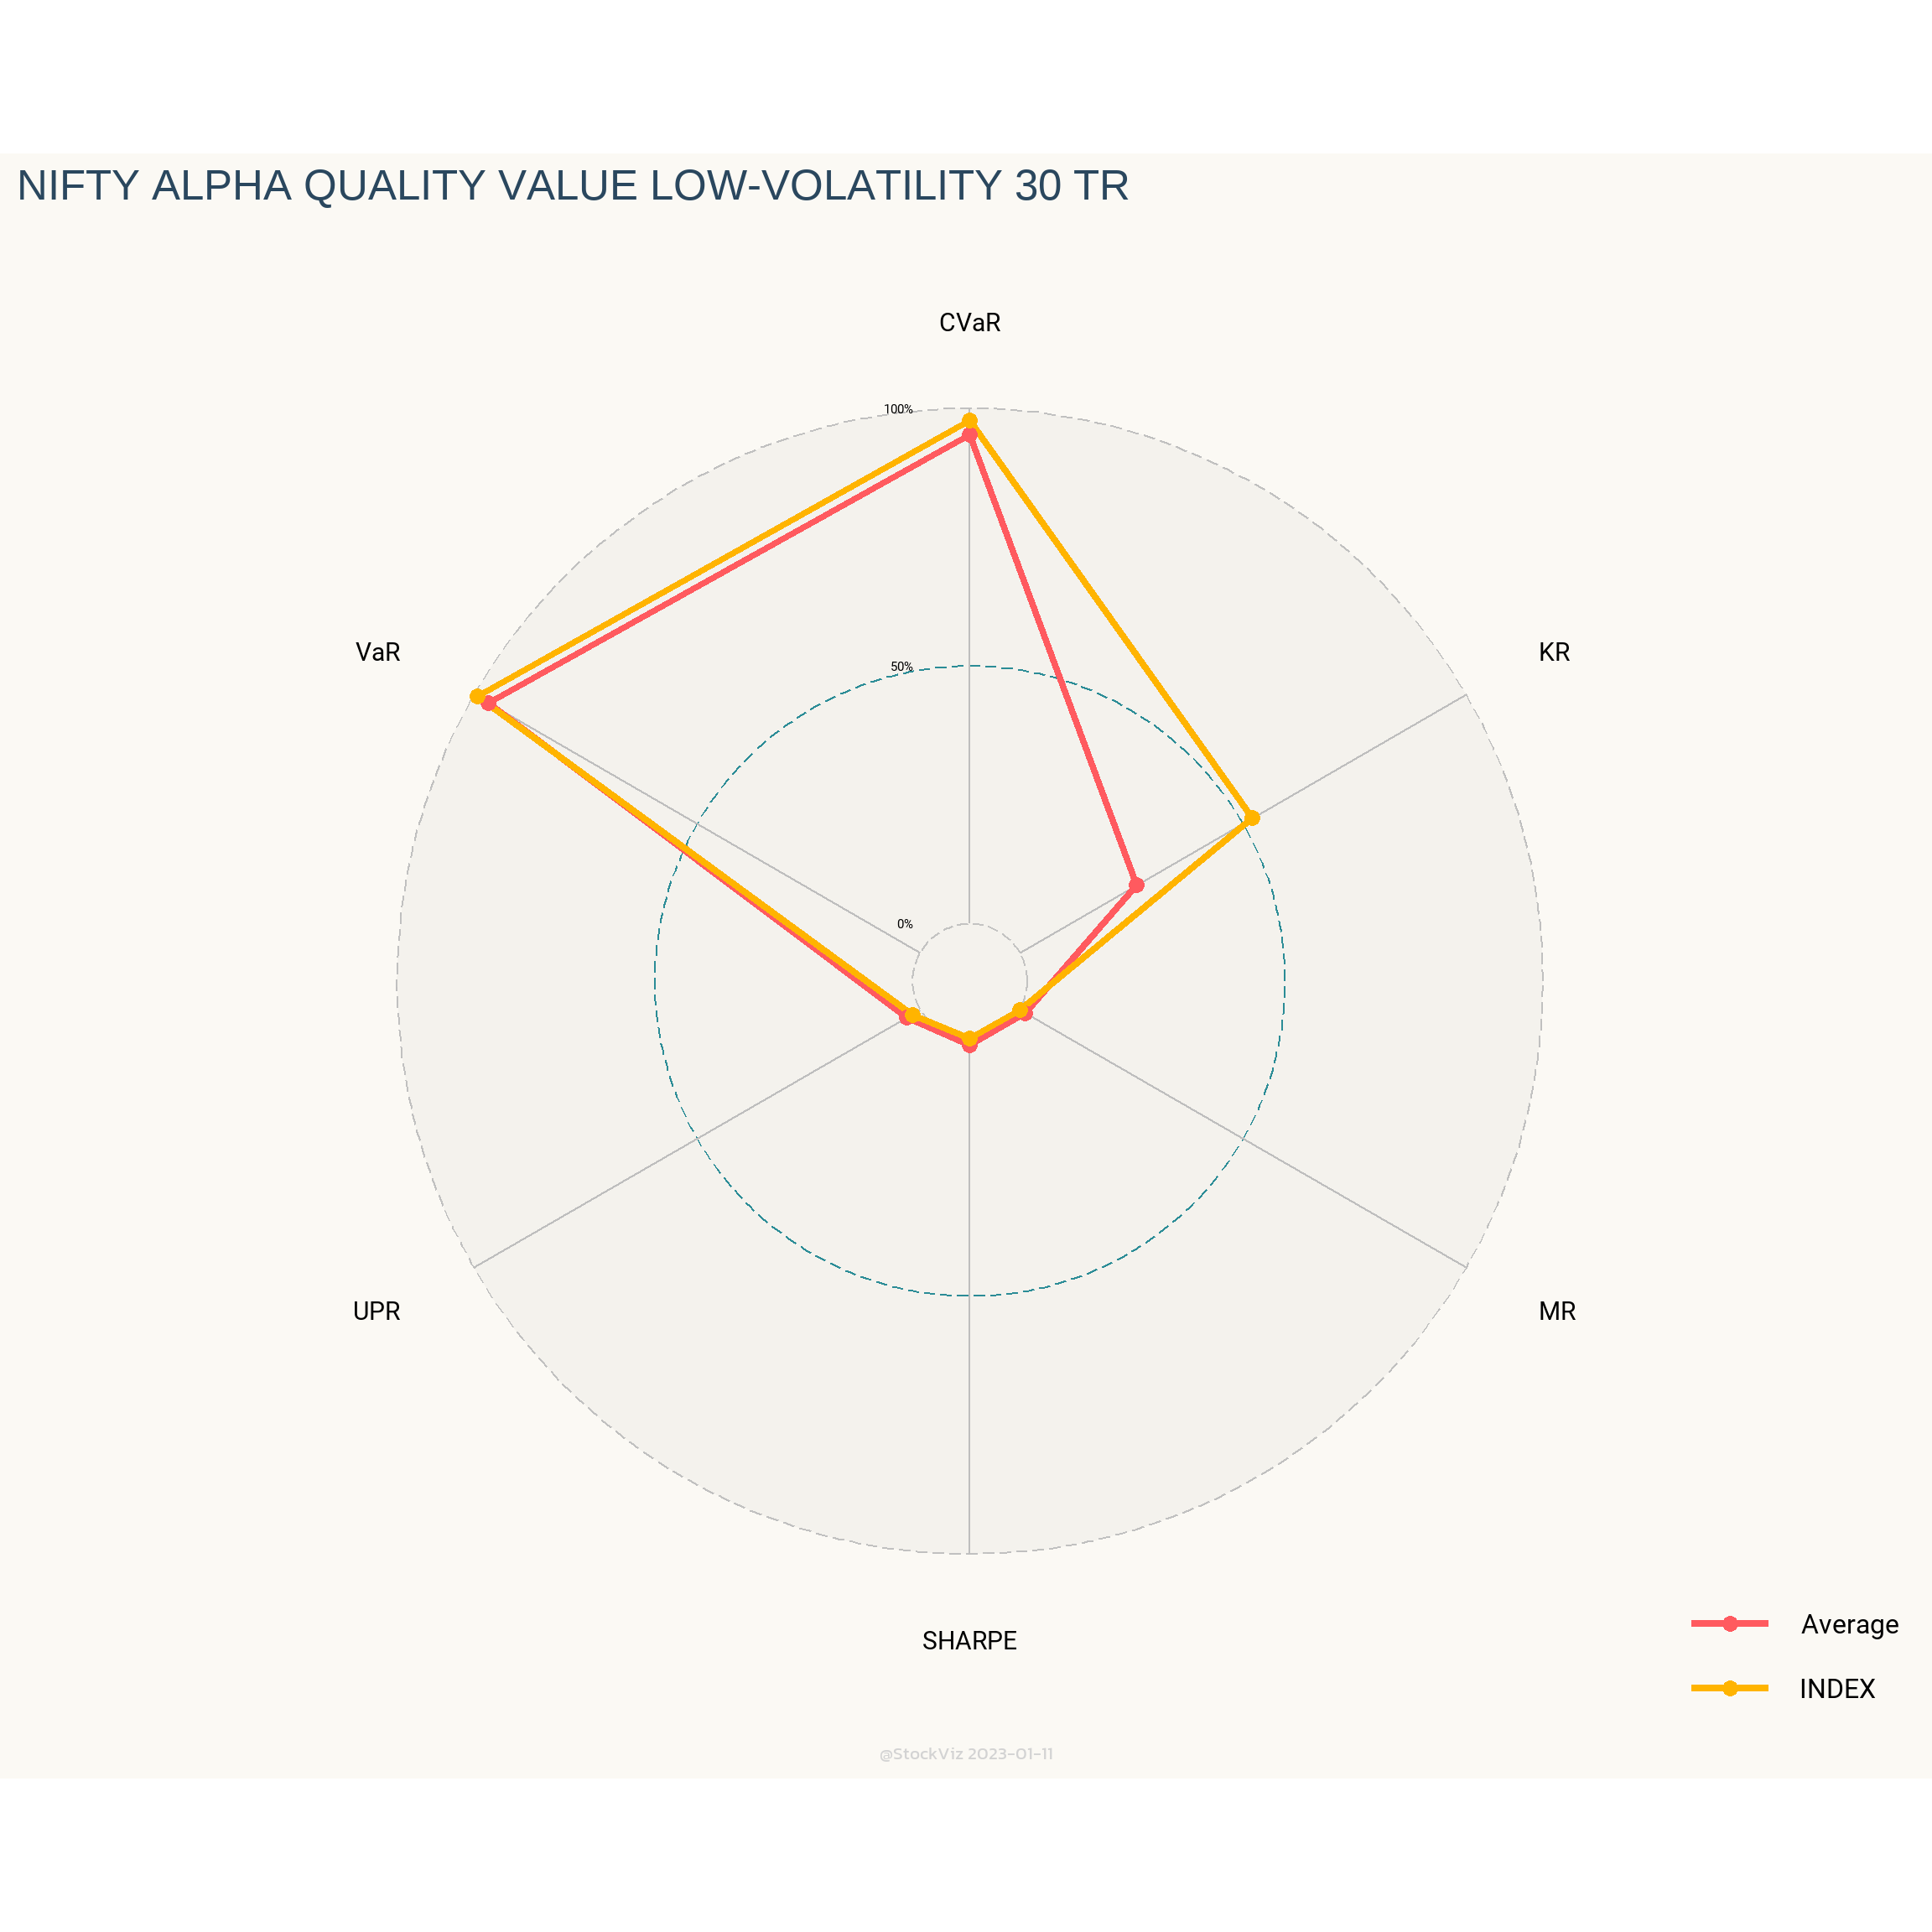 NIFTY ALPHA QUALITY VALUE LOW-VOLATILITY 30 TR
CVaR
100%
VaR
KR
50%
0%
UPR
MR
SHARPE
Average
INDEX
@StockViz 2023-01-11